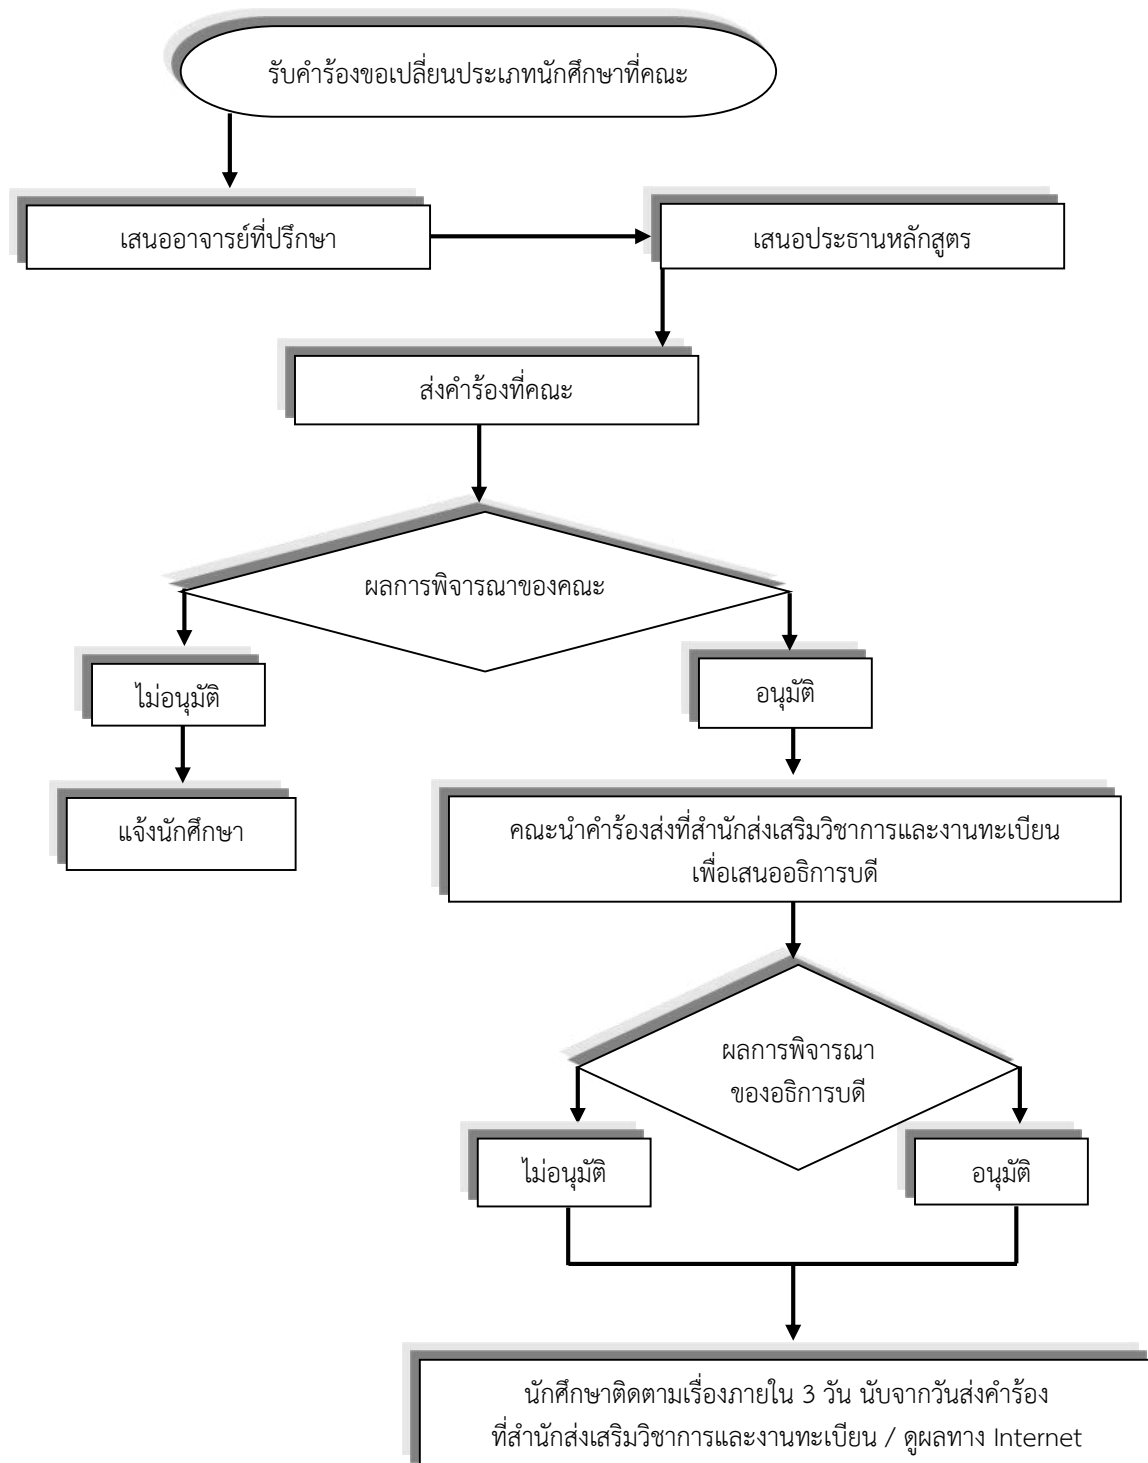 รับคำร้องขอเปลี่ยนประเภทนักศึกษาที่คณะ
เสนออาจารย์ที่ปรึกษา
เสนอประธานหลักสูตร
ส่งคำร้องที่คณะ
ผลการพิจารณาของคณะ
ไม่อนุมัติ
อนุมัติ
แจ้งนักศึกษา
คณะนำคำร้องส่งที่สำนักส่งเสริมวิชาการและงานทะเบียน
เพื่อเสนออธิการบดี
ผลการพิจารณา
ของอธิการบดี
ไม่อนุมัติ
อนุมัติ
นักศึกษาติดตามเรื่องภายใน 3 วัน นับจากวันส่งคำร้อง
ที่สำนักส่งเสริมวิชาการและงานทะเบียน / ดูผลทาง Internet